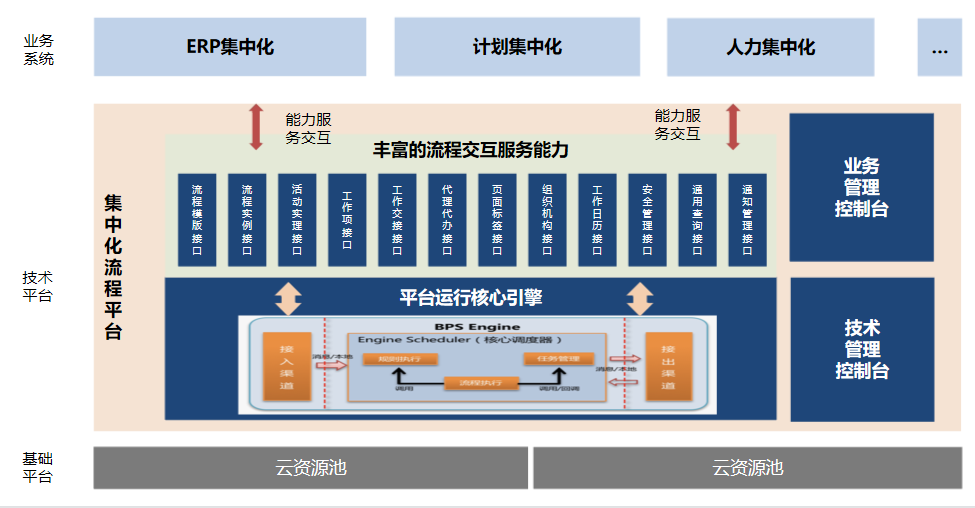 业务
系统
ERP集中化
计划集中化
人力集中化
...
能力服
务交互
能力服
务交互
技术
平台
集中化流程平台
丰富的流程交互服务能力
流程模版接口
流程实例接口
活动实理接口
工作项接口
工作交接接口
代理代办接口
页面标签接口
组织机构接口
工作日历接口
安全管理接口
通用查询接口
通知管理接口
业务
管理
控制台
平台运行核心引擎
BPS Engine
Engine Scheduler（核心调度器）
接入渠道
消息/本地
规则执行
任务管理
流程执行
调用
调用/回调
消息/本地
接出渠道
技术
管理
控制台
基础
平台
云资源池
云资源池